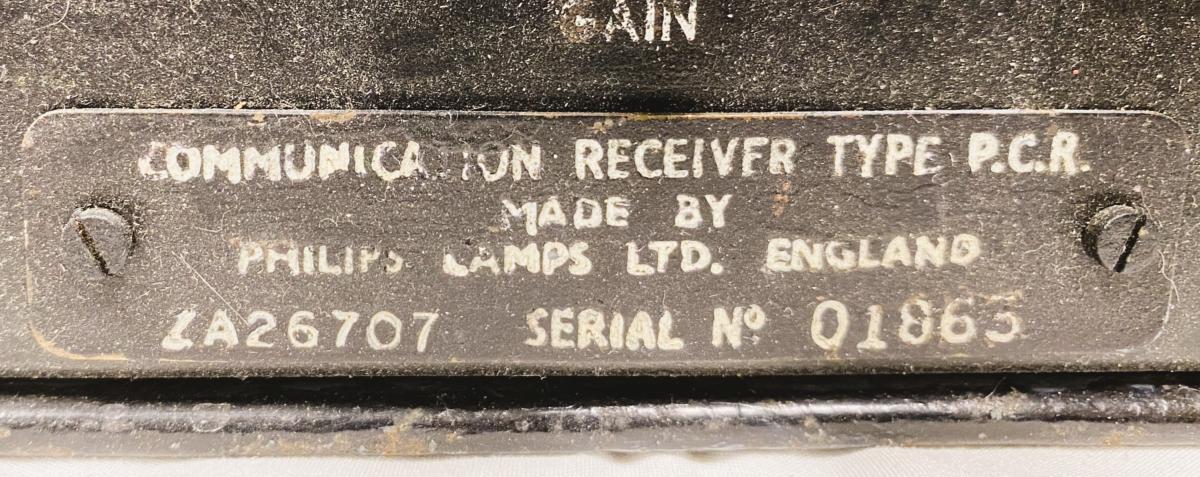 GAIN
COMMUNICATION RECEIVER TYPE P.C.R.
MADE BY
PHILIPS LAMPS LTD. ENGLAND
ZA26707 SERIAL Nº 01863